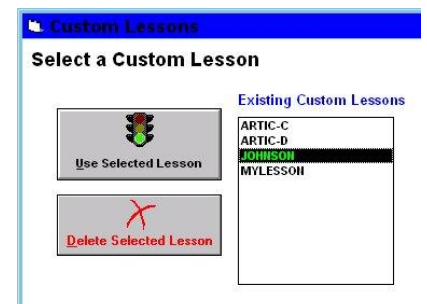 Custom Lessons
Select a Custom Lesson
Existing Custom Lessons
Use Selected Lesson
Delete Selected Lesson
ARTIC-C
ARTIC-D
JOHNSON
MYLESSON